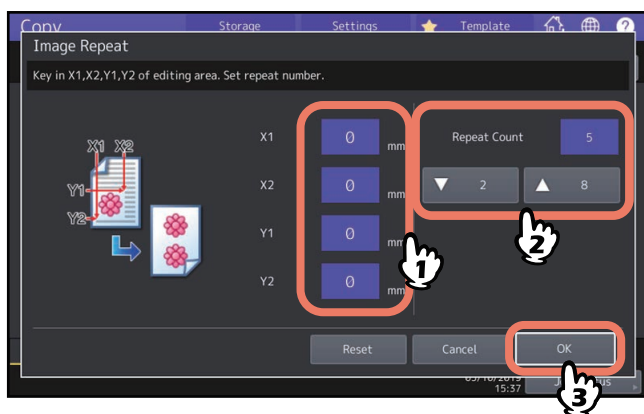 Copy Storage Settings Template ?
Image Repeat
Key in X1,X2,Y1,Y2 of editing area. Set repeat number.
X1 X2
Y1
Y2
X1 0 mm
X2 0 mm
Y1 0 mm
Y2 0 mm
1
Repeat Count 5
▼ 2 ▲ 8
2
Reset Cancel OK
3
15:37